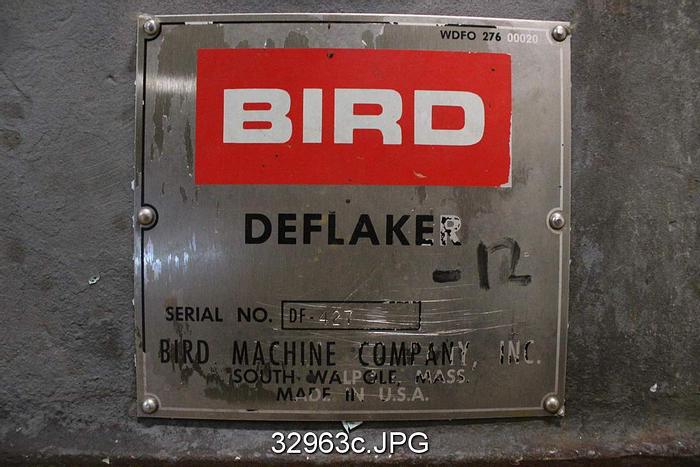 WDFO 276 00020
BIRD
DEFLAKER
-12
SERIAL NO. DF-427
BIRD MACHINE COMPANY, INC.
SOUTH WALPOLE, MASS.
MADE IN U.S.A.
32963c.JPG